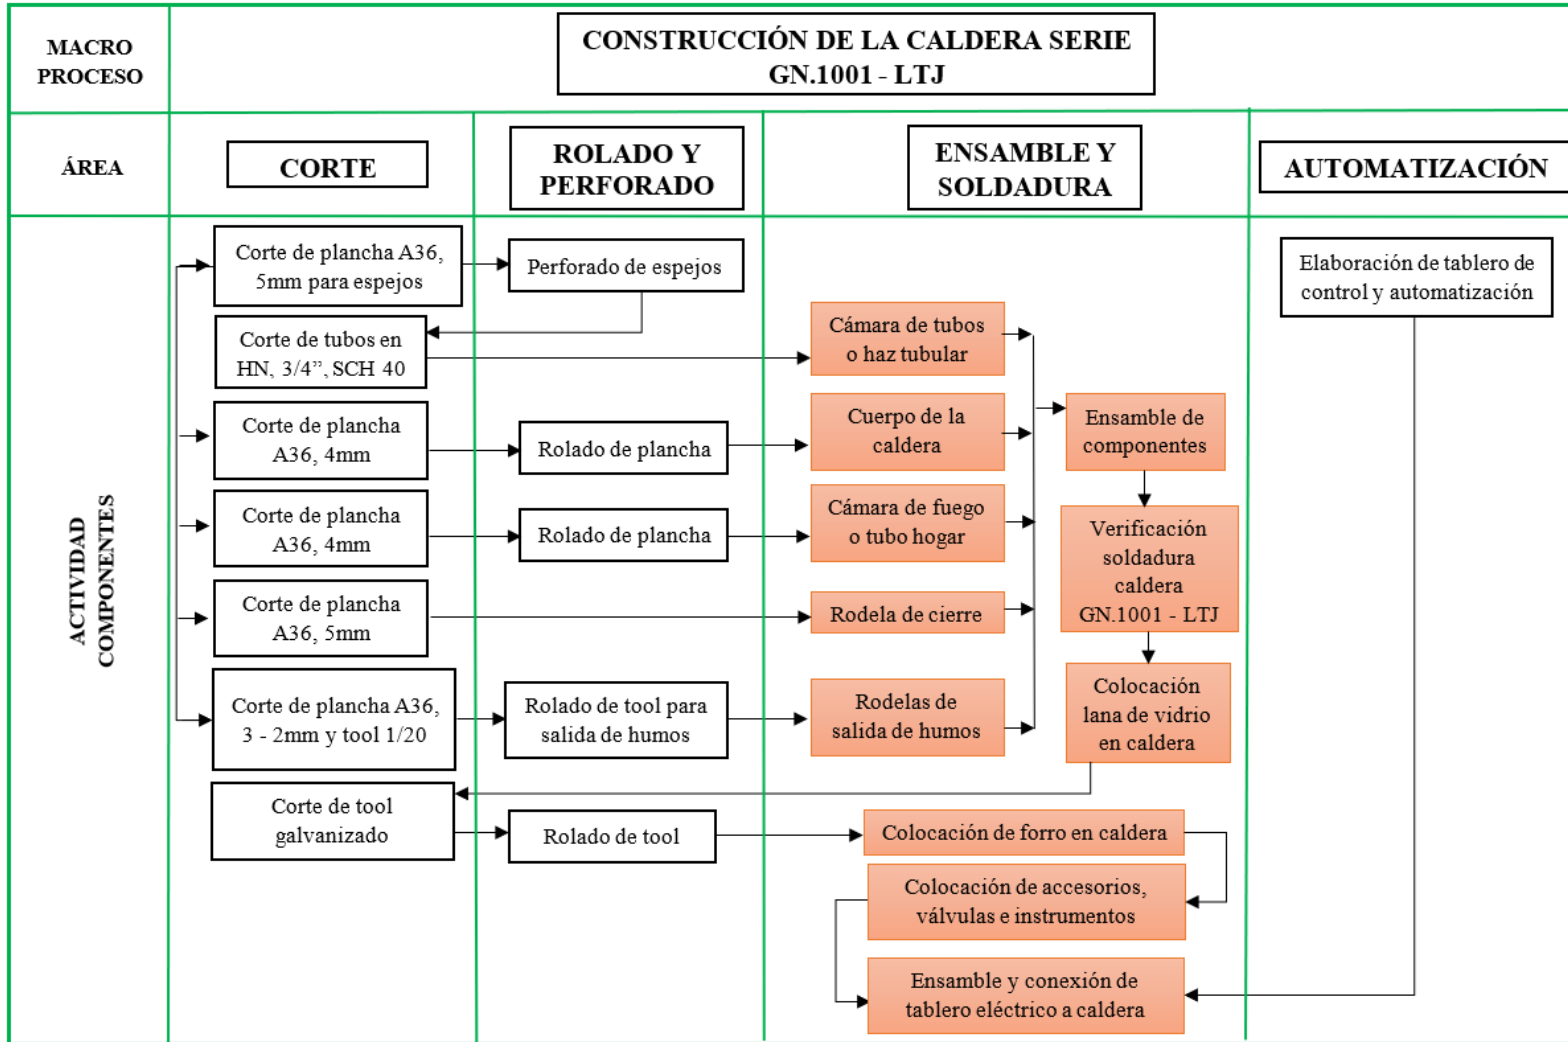 MACRO
PROCESO
CONSTRUCCIÓN DE LA CALDERA SERIE
GN.1001 - LTJ
ÁREA
CORTE
ROLADO Y
PERFORADO
ENSAMBLE Y
SOLDADURA
AUTOMATIZACIÓN
ACTIVIDAD
COMPONENTES
Corte de plancha A36,
5mm para espejos
Perforado de espejos
Elaboración de tablero de
control y automatización
Corte de tubos en
HN, 3/4”, SCH 40
Cámara de tubos
o haz tubular
Corte de plancha
A36, 4mm
Rolado de plancha
Cuerpo de la
caldera
Ensamble de
componentes
Corte de plancha
A36, 4mm
Rolado de plancha
Cámara de fuego
o tubo hogar
Verificación
soldadura
caldera
GN.1001 - LTJ
Corte de plancha
A36, 5mm
Rodela de cierre
Corte de plancha A36,
3 - 2mm y tool 1/20
Rolado de tool para
salida de humos
Rodelas de
salida de humos
Colocación
lana de vidrio
en caldera
Corte de tool
galvanizado
Rolado de tool
Colocación de forro en caldera
Colocación de accesorios,
válvulas e instrumentos
Ensamble y conexión de
tablero eléctrico a caldera